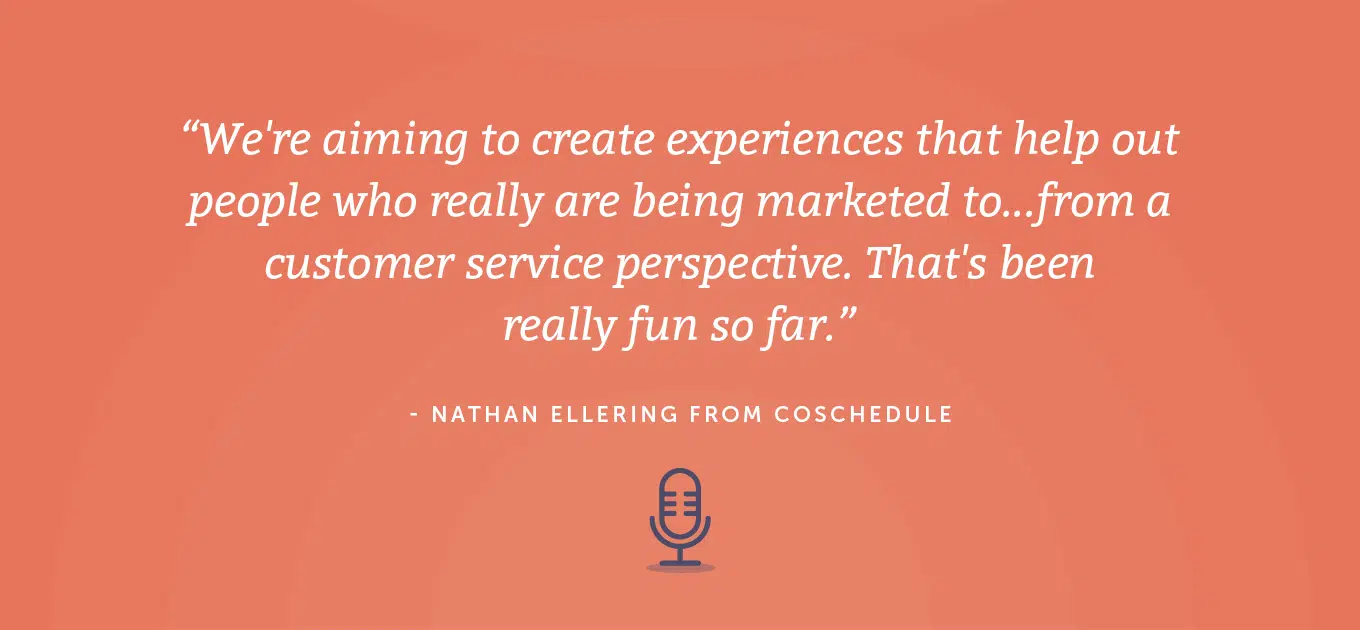 “We're aiming to create experiences that help out
people who really are being marketed to...from a
customer service perspective. That's been
really fun so far.”
- NATHAN ELLERING FROM COSCHEDULE